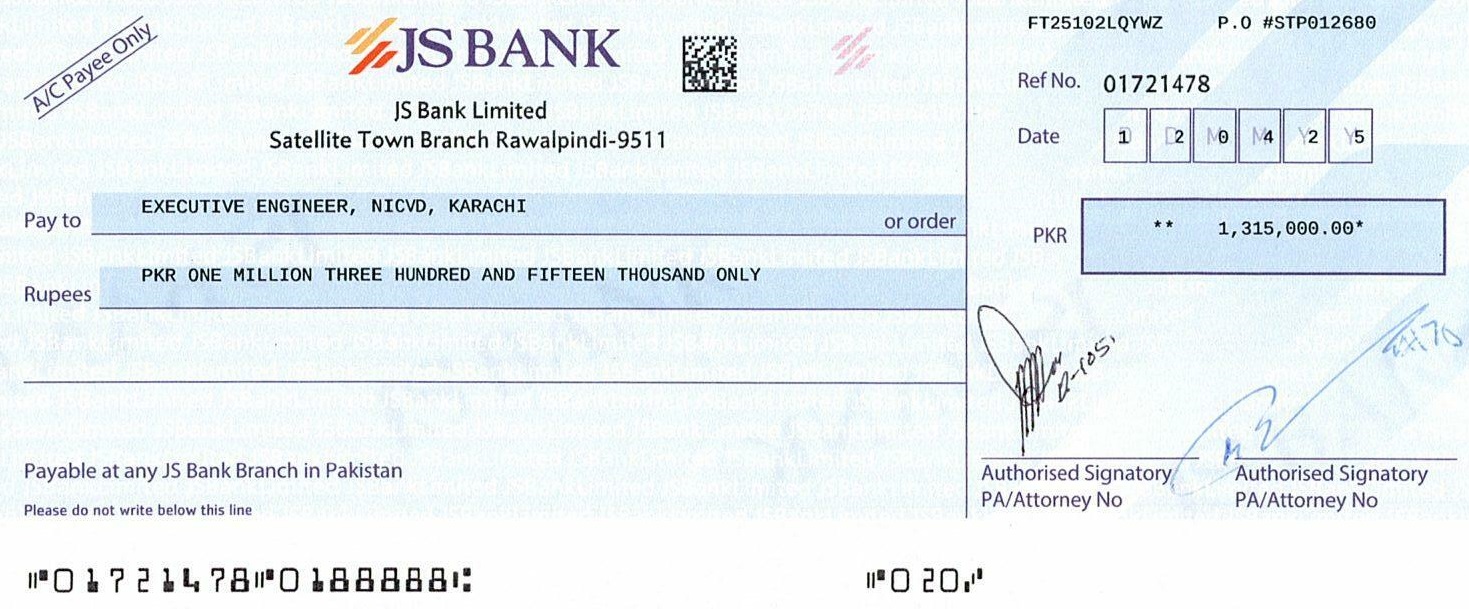 A/C Payee Only
JS BANK
JS Bank Limited
Satellite Town Branch Rawalpindi-9511
FT25102LQYWZ P.O #STP012680
Ref No. 01721478
Date 1 2 0 4 2 5
Pay to EXECUTIVE ENGINEER, NICVD, KARACHI or order
PKR ** 1,315,000.00*
Rupees PKR ONE MILLION THREE HUNDRED AND FIFTEEN THOUSAND ONLY
Payable at any JS Bank Branch in Pakistan
Please do not write below this line
Authorised Signatory
PA/Attorney No
Authorised Signatory
PA/Attorney No
⑈01721478⑈0188888⑆ ⑈020⑉